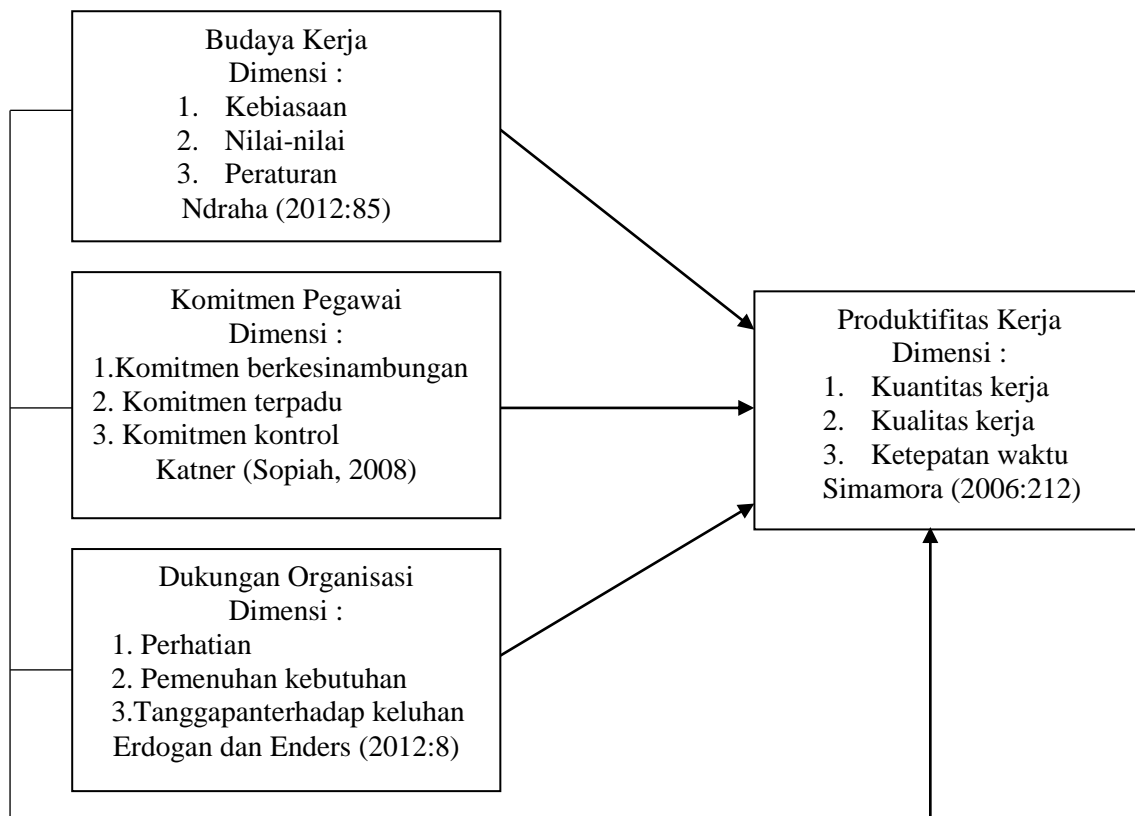 Budaya Kerja
Dimensi :
1. Kebiasaan
2. Nilai-nilai
3. Peraturan
Ndraha (2012:85)
Komitmen Pegawai
Dimensi :
1.Komitmen berkesinambungan
2. Komitmen terpadu
3. Komitmen kontrol
Katner (Sopiah, 2008)
Dukungan Organisasi
Dimensi :
1. Perhatian
2. Pemenuhan kebutuhan
3.Tanggapanterhadap keluhan
Erdogan dan Enders (2012:8)
Produktifitas Kerja
Dimensi :
1. Kuantitas kerja
2. Kualitas kerja
3. Ketepatan waktu
Simamora (2006:212)